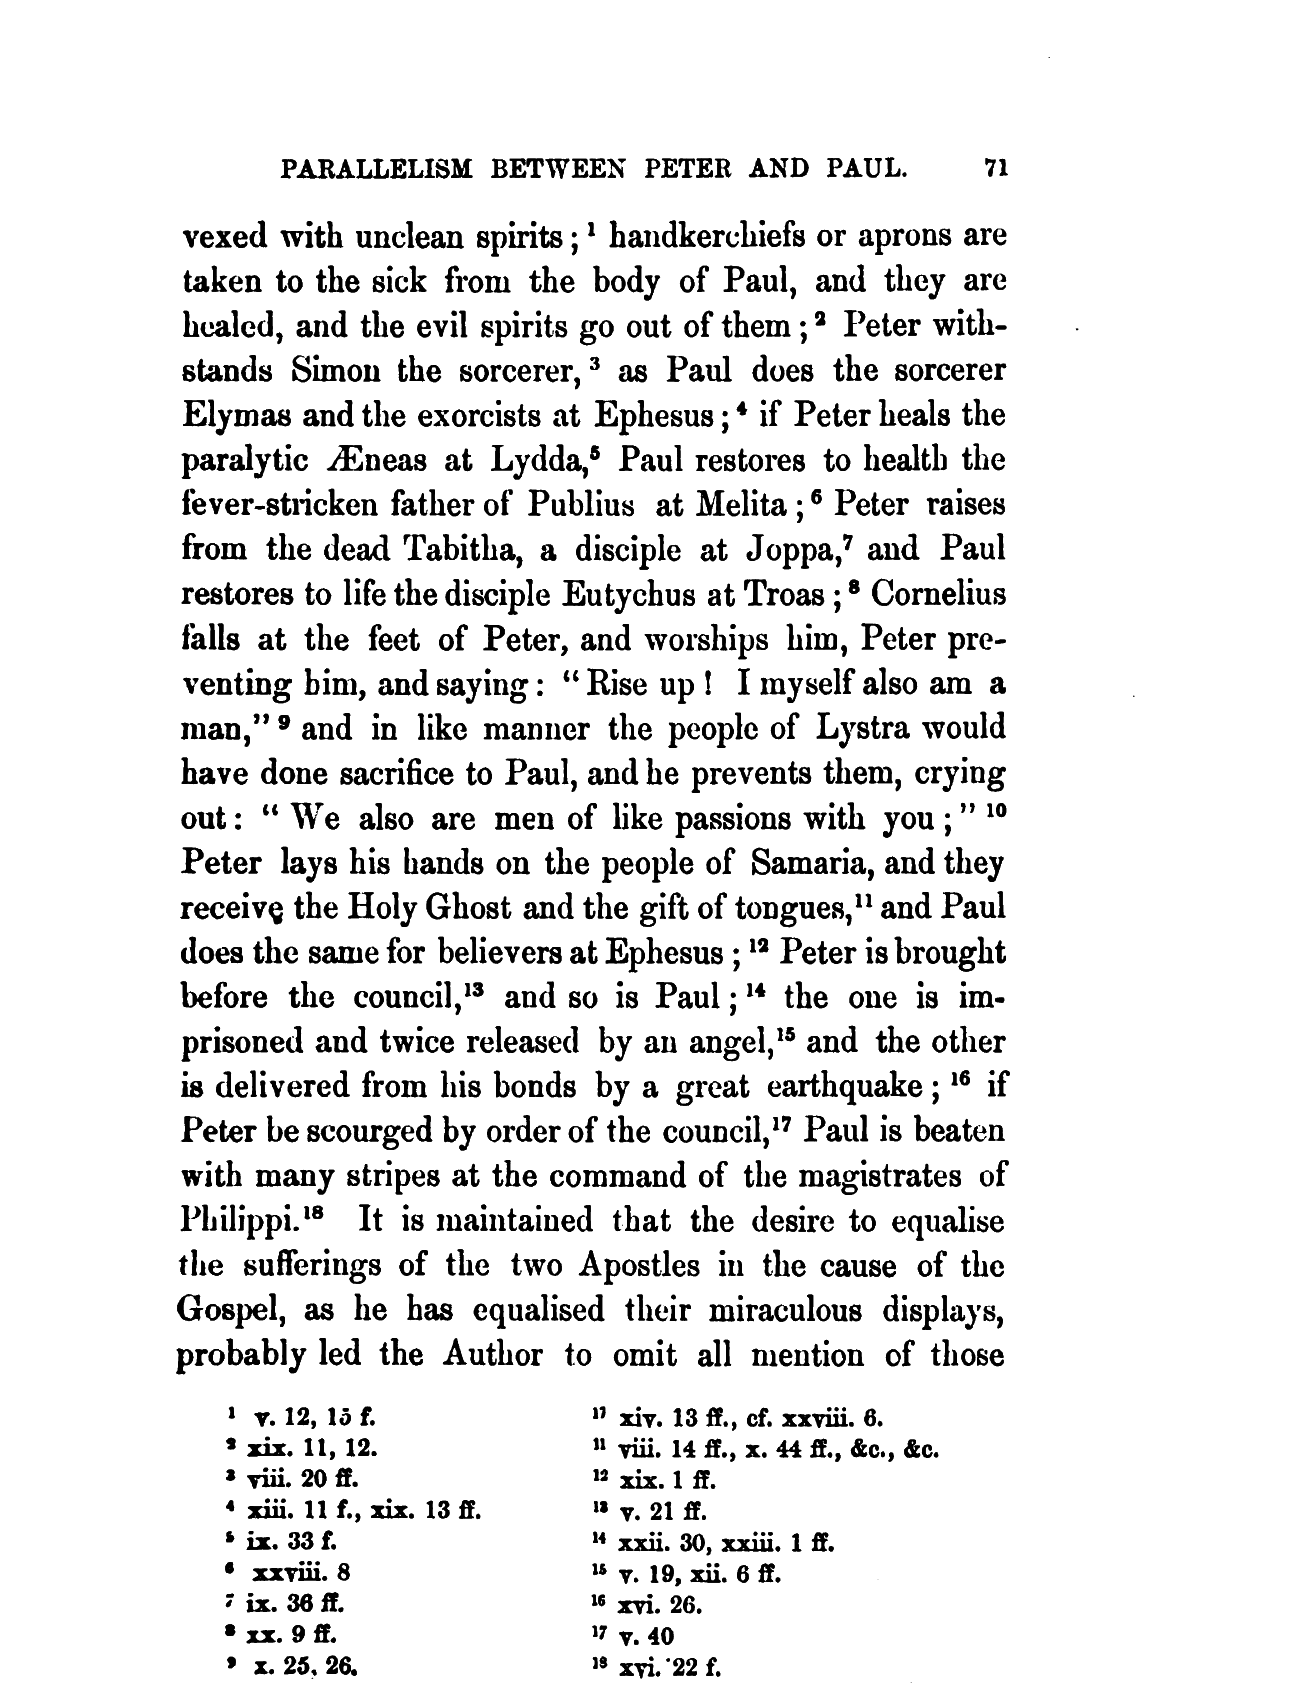 PARALLELISM BETWEEN PETER AND PAUL. 71
vexed with unclean spirits ; ¹ handkerchiefs or aprons are
taken to the sick from the body of Paul, and they are
healed, and the evil spirits go out of them ; ² Peter with-
stands Simon the sorcerer, ³ as Paul does the sorcerer
Elymas and the exorcists at Ephesus ; ⁴ if Peter heals the
paralytic Æneas at Lydda,⁵ Paul restores to health the
fever-stricken father of Publius at Melita ; ⁶ Peter raises
from the dead Tabitha, a disciple at Joppa,⁷ and Paul
restores to life the disciple Eutychus at Troas ; ⁸ Cornelius
falls at the feet of Peter, and worships him, Peter pre-
venting him, and saying : “ Rise up ! I myself also am a
man,” ⁹ and in like manner the people of Lystra would
have done sacrifice to Paul, and he prevents them, crying
out : “ We also are men of like passions with you ; ” ¹⁰
Peter lays his hands on the people of Samaria, and they
receive the Holy Ghost and the gift of tongues,¹¹ and Paul
does the same for believers at Ephesus ; ¹² Peter is brought
before the council,¹³ and so is Paul ; ¹⁴ the one is im-
prisoned and twice released by an angel,¹⁵ and the other
is delivered from his bonds by a great earthquake ; ¹⁶ if
Peter be scourged by order of the council,¹⁷ Paul is beaten
with many stripes at the command of the magistrates of
Philippi.¹⁸ It is maintained that the desire to equalise
the sufferings of the two Apostles in the cause of the
Gospel, as he has equalised their miraculous displays,
probably led the Author to omit all mention of those
¹ v. 12, 15 f.
² xix. 11, 12.
³ viii. 20 ff.
⁴ xiii. 11 f., xix. 13 ff.
⁵ ix. 33 f.
⁶ xxviii. 8
⁷ ix. 36 ff.
⁸ xx. 9 ff.
⁹ x. 25, 26.
¹⁷ xiv. 13 ff., cf. xxviii. 6.
¹¹ viii. 14 ff., x. 44 ff., &c., &c.
¹² xix. 1 ff.
¹³ v. 21 ff.
¹⁴ xxii. 30, xxiii. 1 ff.
¹⁵ v. 19, xii. 6 ff.
¹⁶ xvi. 26.
¹⁷ v. 40
¹⁸ xvi. 22 f.